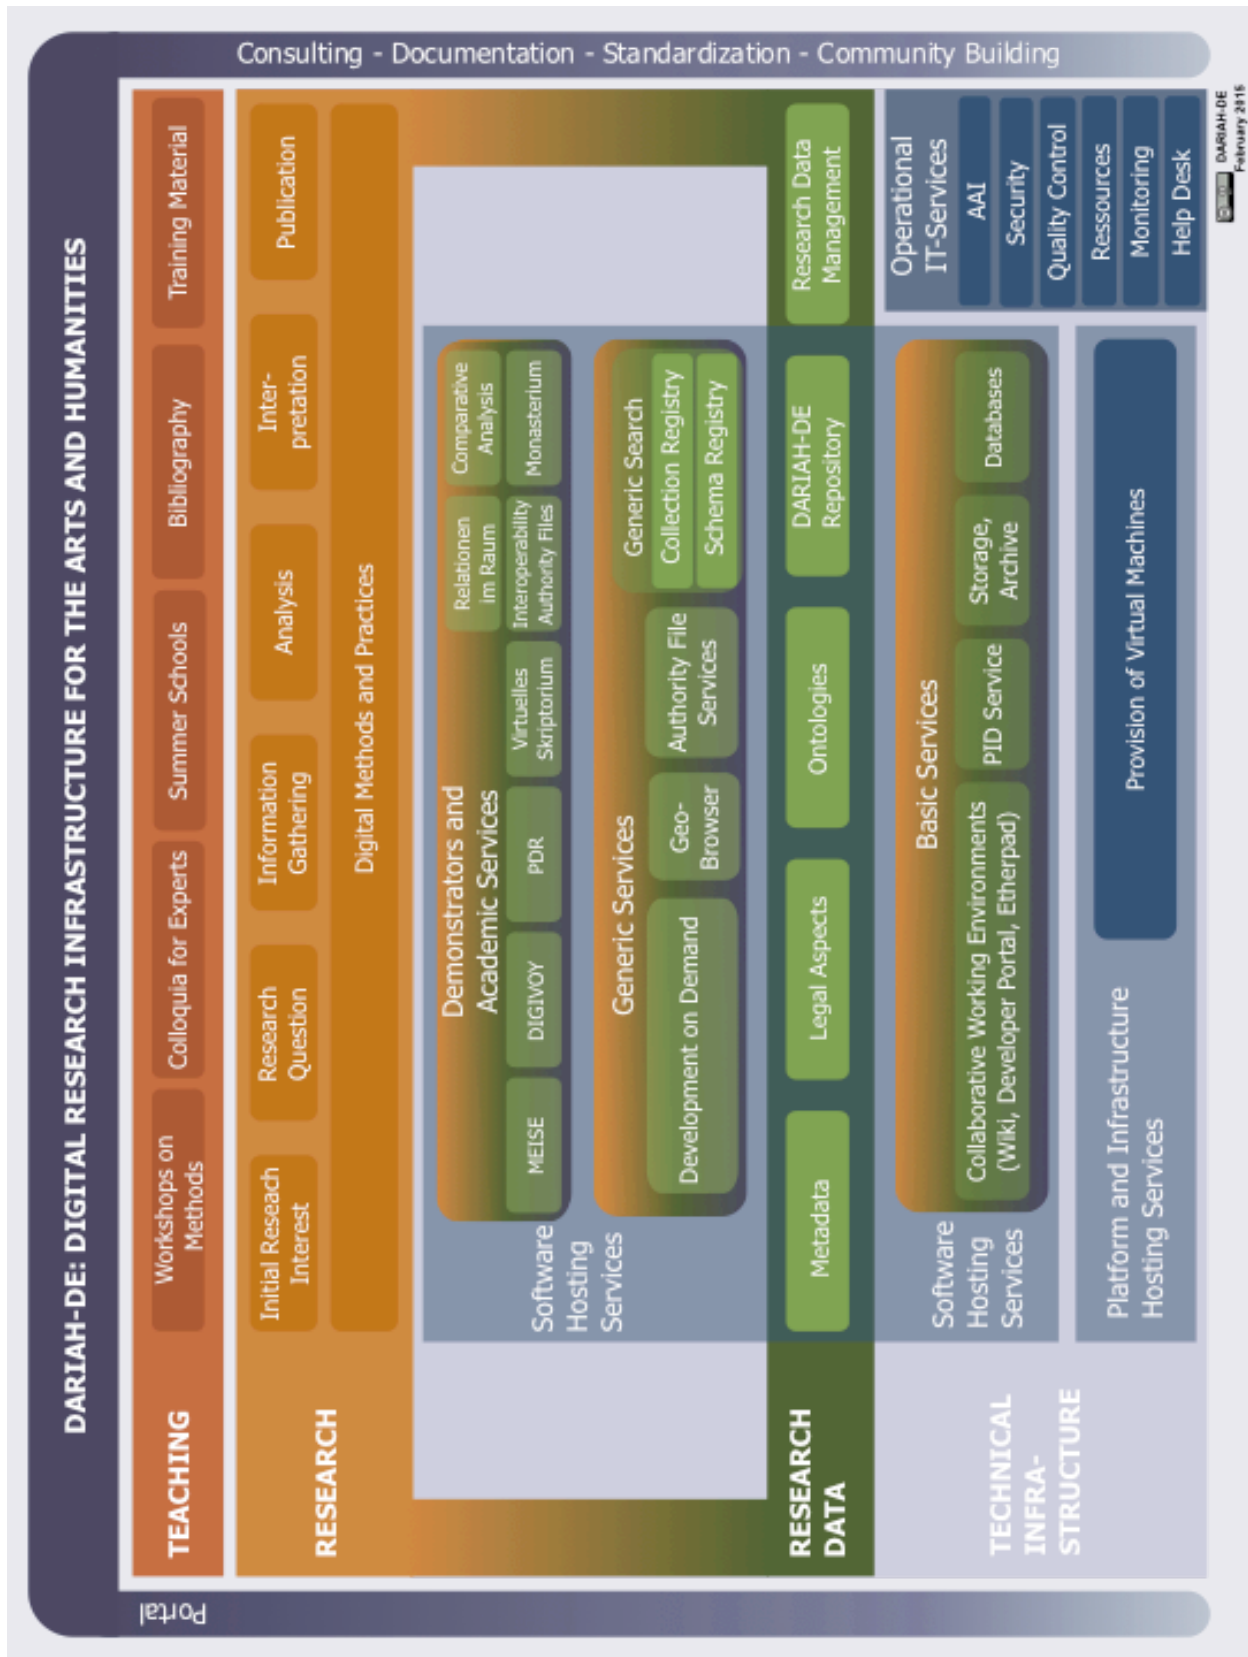 DARIAH-DE: DIGITAL RESEARCH INFRASTRUCTURE FOR THE ARTS AND HUMANITIES
Portal
Consulting - Documentation - Standardization - Community Building
TEACHING
Workshops on
Methods
Colloquia for Experts
Summer Schools
Bibliography
Training Material
RESEARCH
Initial Reseach
Interest
Research
Question
Information
Gathering
Analysis
Inter-
pretation
Publication
Digital Methods and Practices
Software
Hosting
Services
Demonstrators and
Academic Services
Relationen
im Raum
Comparative
Analysis
MEISE
DIGIVOY
PDR
Virtuelles
Skriptorium
Interoperability
Authority Files
Monasterium
Generic Services
Development on Demand
Geo-
Browser
Authority File
Services
Generic Search
Collection Registry
Schema Registry
RESEARCH
DATA
Metadata
Legal Aspects
Ontologies
DARIAH-DE
Repository
Research Data
Management
TECHNICAL
INFRA-
STRUCTURE
Software
Hosting
Services
Basic Services
Collaborative Working Environments
(Wiki, Developer Portal, Etherpad)
PID Service
Storage,
Archive
Databases
Operational
IT-Services
AAI
Security
Quality Control
Ressources
Monitoring
Help Desk
Platform and Infrastructure
Hosting Services
Provision of Virtual Machines
DARIAH-DE
February 2015